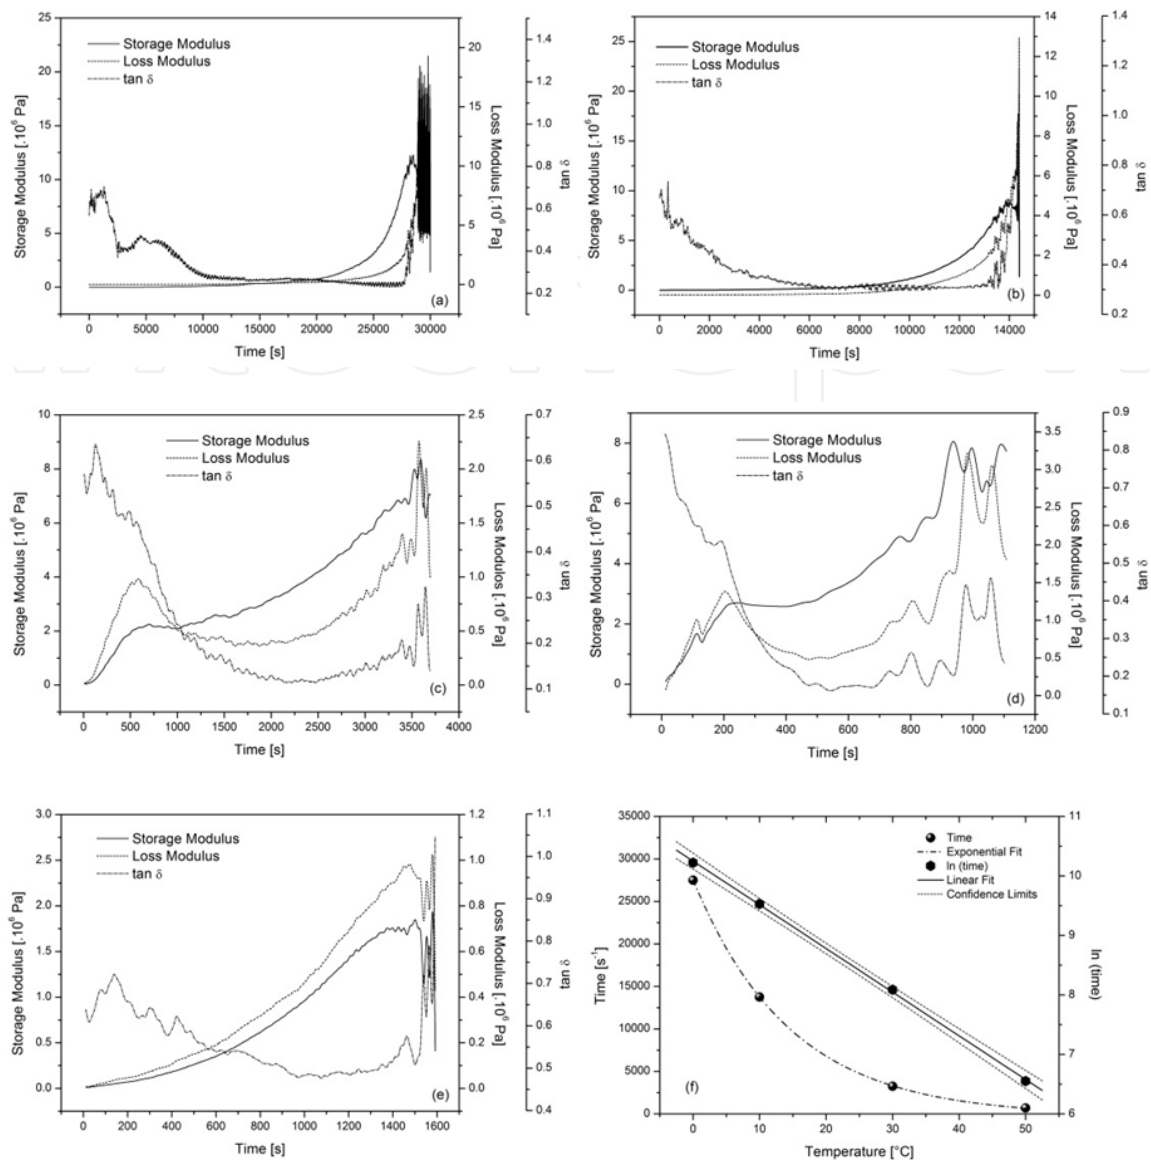 Storage Modulus
Loss Modulus
tan δ
25
20
15
10
5
0
Storage Modulus [.10⁶ Pa]
20
15
10
5
0
Loss Modulus [.10⁶ Pa]
1.4
1.2
1.0
0.8
0.6
0.4
0.2
tan δ
(a)
0 5000 10000 15000 20000 25000 30000
Time [s]
Storage Modulus
Loss Modulus
tan δ
25
20
15
10
5
0
Storage Modulus [.10⁶ Pa]
14
12
10
8
6
4
2
0
Loss Modulus [.10⁶ Pa]
1.4
1.2
1.0
0.8
0.6
0.4
0.2
tan δ
(b)
0 2000 4000 6000 8000 10000 12000 14000
Time [s]
Storage Modulus
Loss Modulus
tan δ
10
8
6
4
2
0
Storage Modulus [.10⁶ Pa]
2.5
2.0
1.5
1.0
0.5
0.0
Loss Modulos [.10⁶ Pa]
0.7
0.6
0.5
0.4
0.3
0.2
0.1
tan δ
(c)
0 500 1000 1500 2000 2500 3000 3500 4000
Time [s]
Storage Modulus
Loss Modulus
tan δ
8
6
4
2
0
Storage Modulus [.10⁶ Pa]
3.5
3.0
2.5
2.0
1.5
1.0
0.5
0.0
Loss Modulus [.10⁶ Pa]
0.9
0.8
0.7
0.6
0.5
0.4
0.3
0.2
0.1
tan δ
(d)
0 200 400 600 800 1000 1200
Time [s]
Storage Modulus
Loss Modulus
tan δ
3.0
2.5
2.0
1.5
1.0
0.5
0.0
Storage Modulus [.10⁶ Pa]
1.2
1.0
0.8
0.6
0.4
0.2
0.0
Loss Modulus [.10⁶ Pa]
1.1
1.0
0.9
0.8
0.7
0.6
0.5
0.4
tan δ
(e)
0 200 400 600 800 1000 1200 1400 1600
Time [s]
Time
Exponential Fit
ln (time)
Linear Fit
Confidence Limits
35000
30000
25000
20000
15000
10000
5000
0
Time [s⁻¹]
11
10
9
8
7
6
ln (time)
(f)
0 10 20 30 40 50
Temperature [°C]